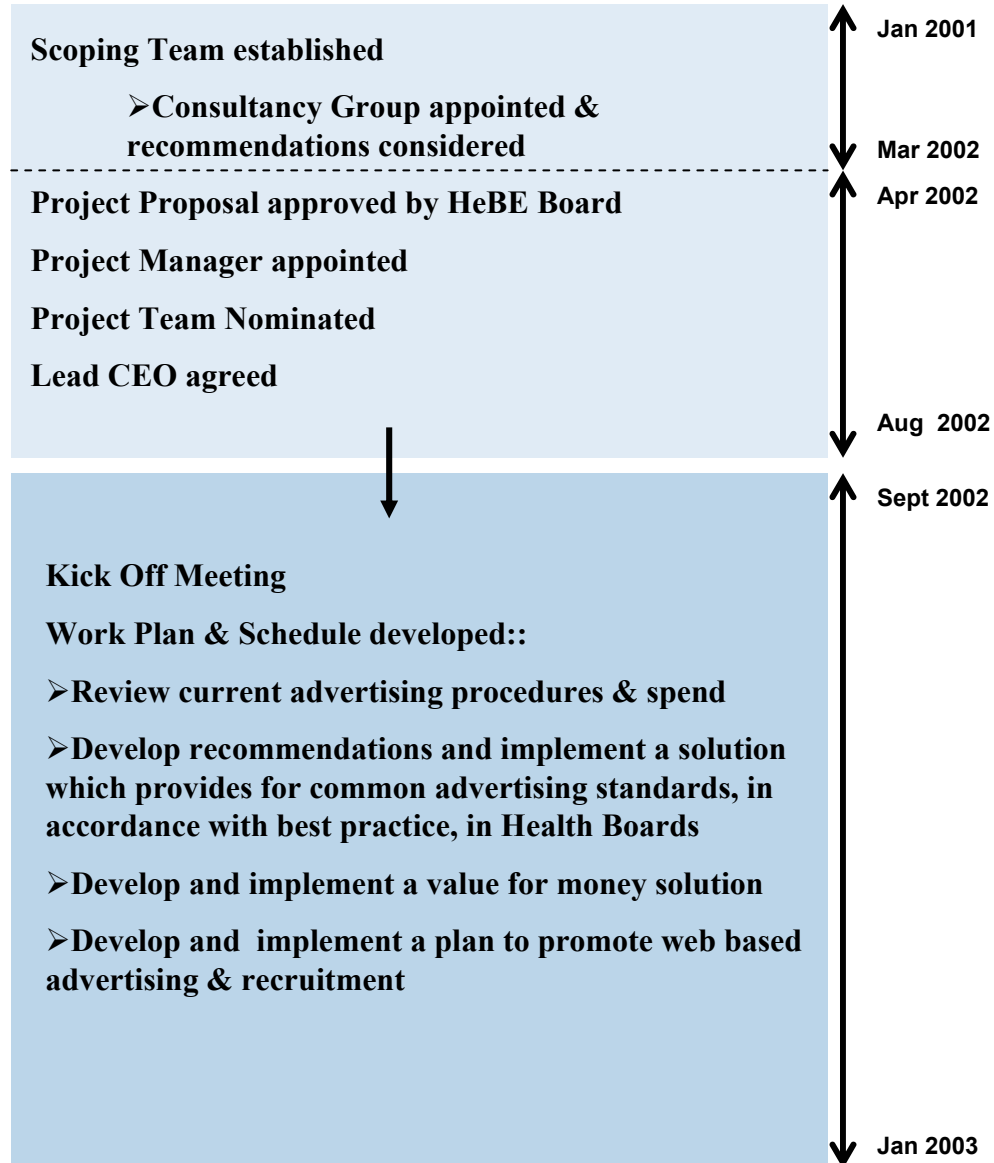 Jan 2001
Scoping Team established
➢Consultancy Group appointed &
recommendations considered
Mar 2002
Apr 2002
Project Proposal approved by HeBE Board
Project Manager appointed
Project Team Nominated
Lead CEO agreed
Aug 2002
Sept 2002
Kick Off Meeting
Work Plan & Schedule developed::
➢Review current advertising procedures & spend
➢Develop recommendations and implement a solution
which provides for common advertising standards, in
accordance with best practice, in Health Boards
➢Develop and implement a value for money solution
➢Develop and implement a plan to promote web based
advertising & recruitment
Jan 2003